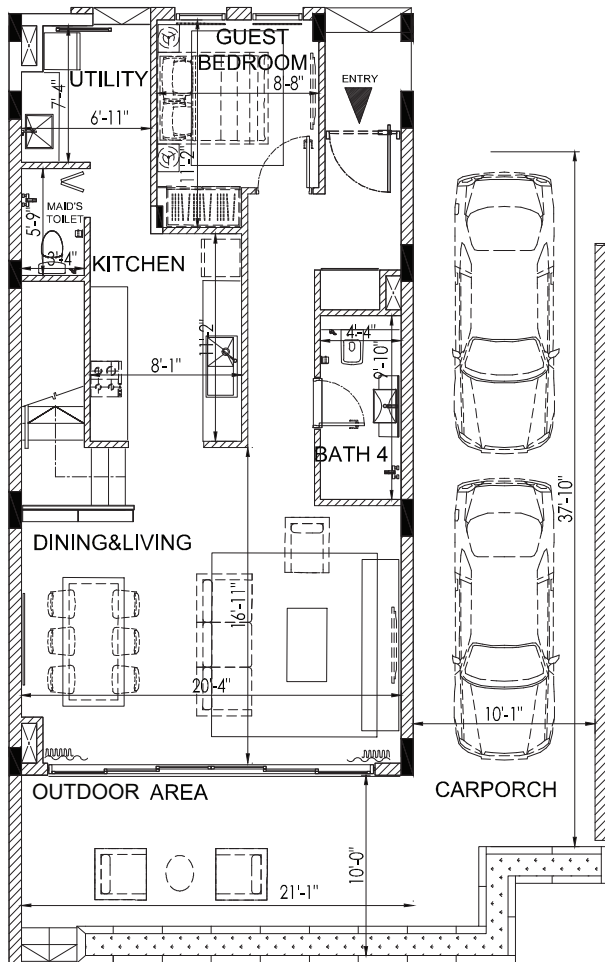 GUEST
BEDROOM
8'-8"
11'-2"
UTILITY
7'-4"
6'-11"
ENTRY
MAID'S
TOILET
5'-9"
3'-4"
KITCHEN
11'-2"
8'-1"
4'-4"
9'-10"
BATH 4
37'-10"
DINING&LIVING
16'-11"
20'-4"
10'-1"
OUTDOOR AREA
CARPORCH
10'-0"
21'-1"